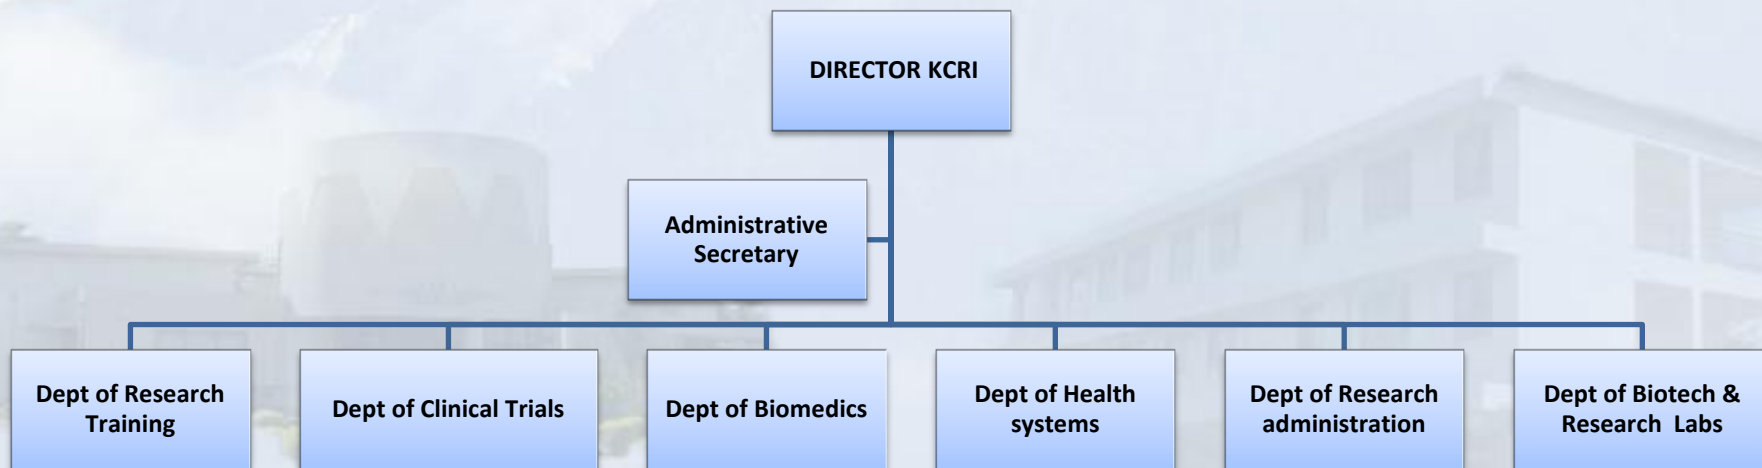 DIRECTOR KCRI
Administrative
Secretary
Dept of Research
Training
Dept of Clinical Trials
Dept of Biomedics
Dept of Health
systems
Dept of Research
administration
Dept of Biotech &
Research Labs